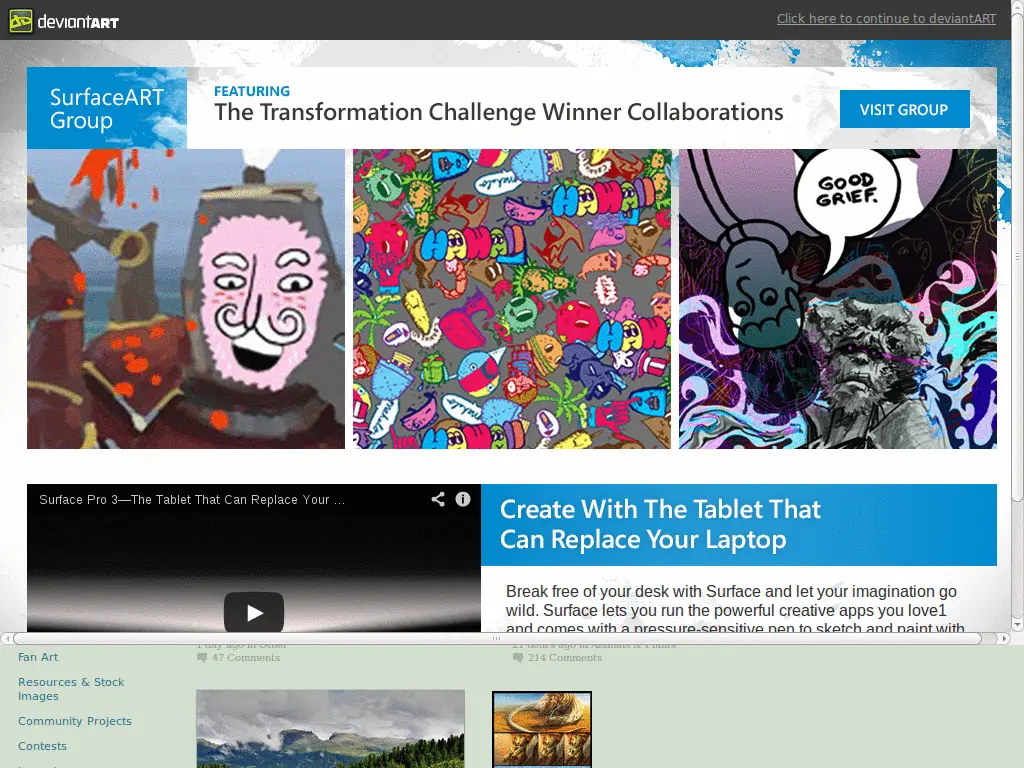 deviantART
Click here to continue to deviantART
SurfaceART
Group
FEATURING
The Transformation Challenge Winner Collaborations
VISIT GROUP
GOOD
GRIEF.
HAWAII
HAWAII
Surface Pro 3—The Tablet That Can Replace Your ...
Create With The Tablet That
Can Replace Your Laptop
Break free of your desk with Surface and let your imagination go
wild. Surface lets you run the powerful creative apps you love1
and comes with a pressure-sensitive pen to sketch and paint with
1 day ago in Other
21 hours ago in Animals & Plants
Fan Art
47 Comments
214 Comments
Resources & Stock
Images
Community Projects
Contests